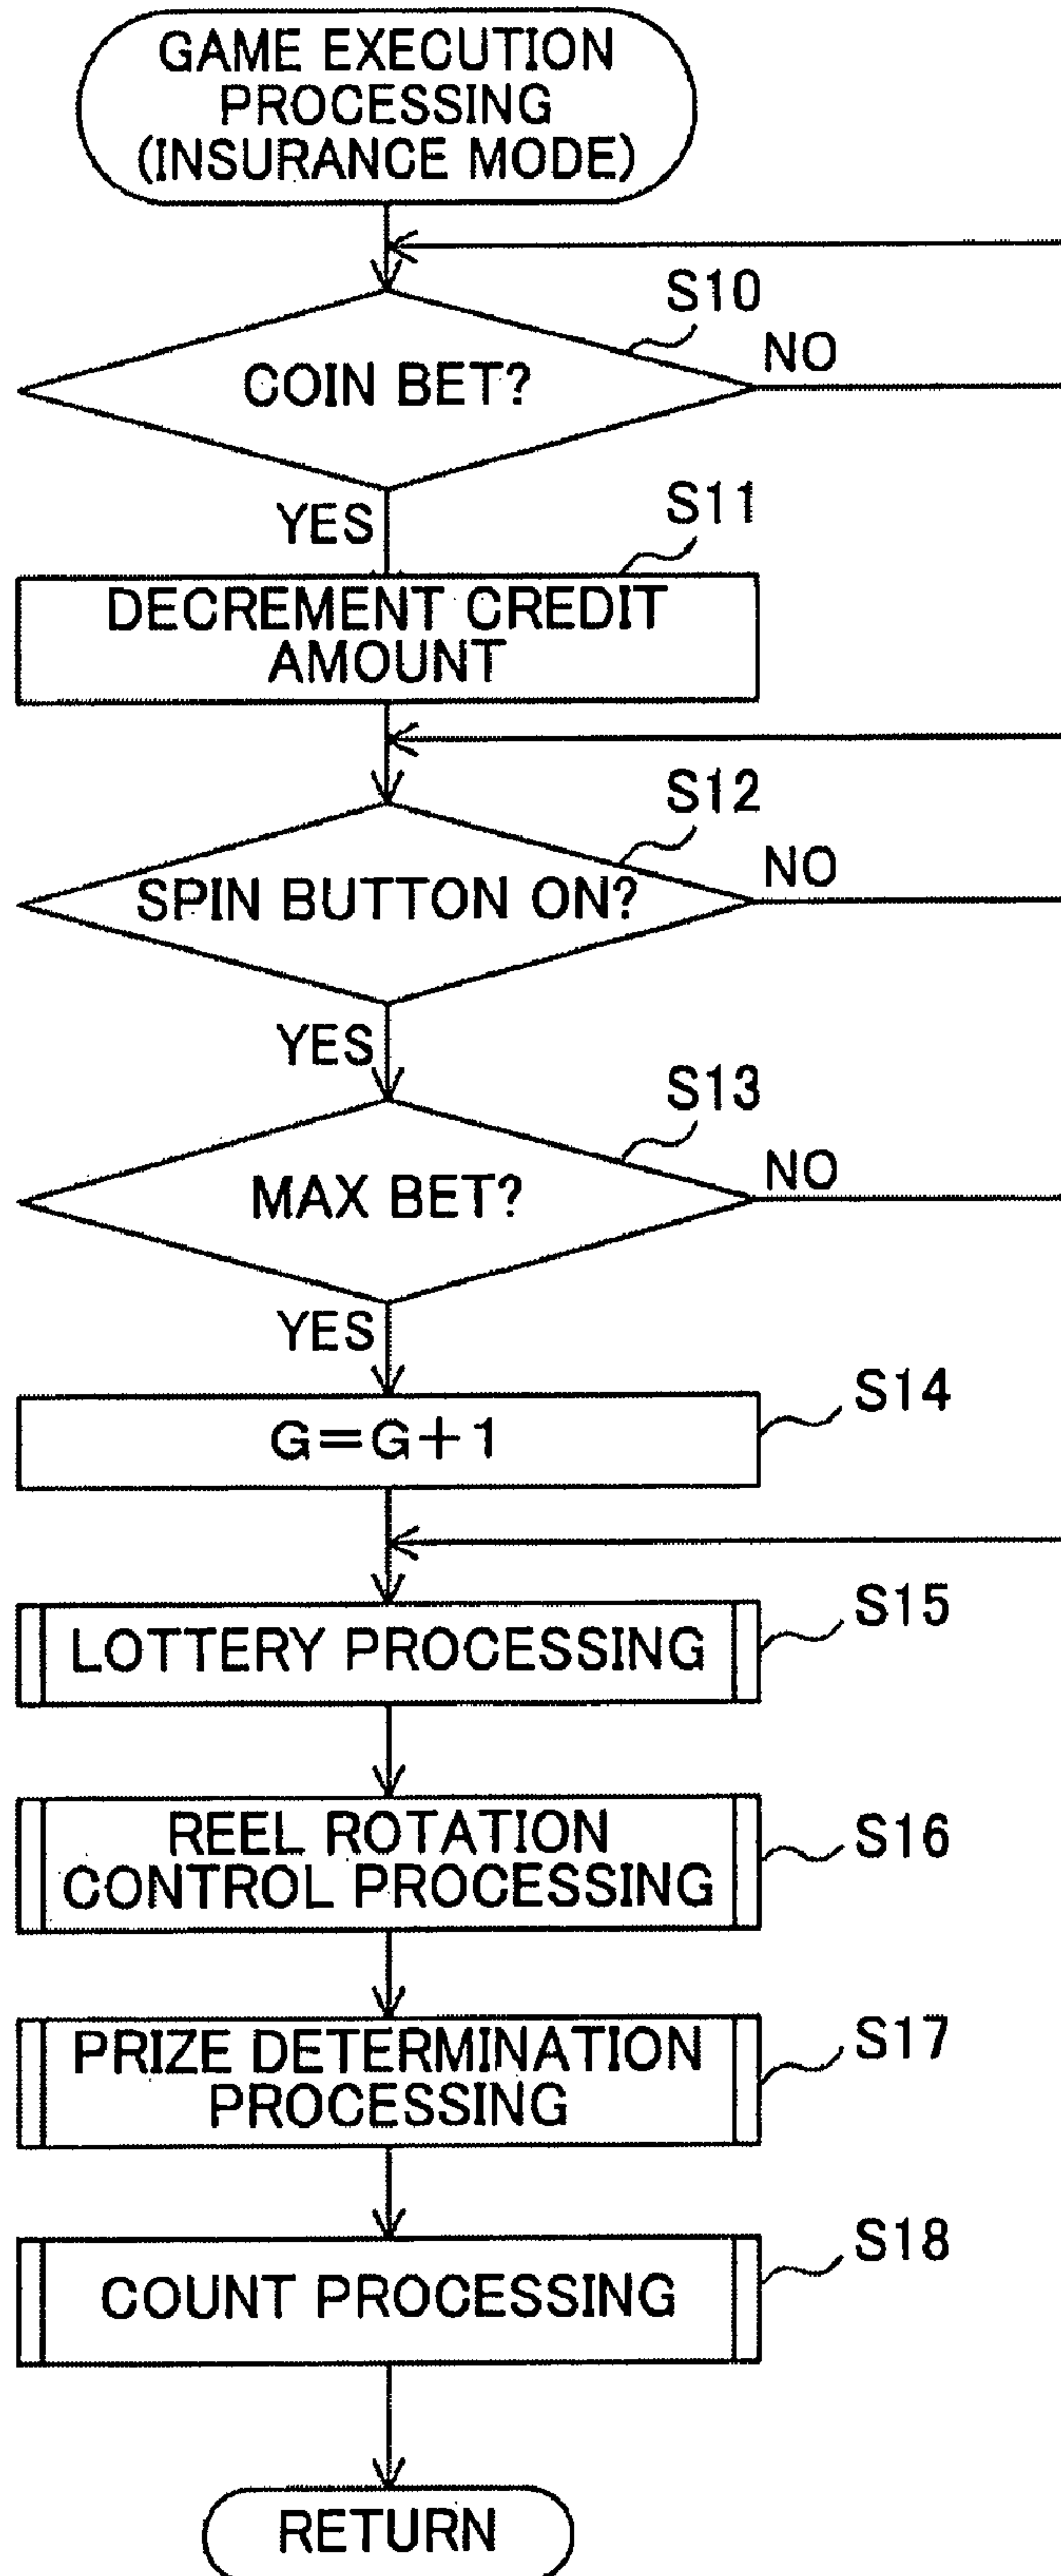 GAME EXECUTION
PROCESSING
(INSURANCE MODE)
S10
COIN BET?
NO
YES
S11
DECREMENT CREDIT
AMOUNT
S12
SPIN BUTTON ON?
NO
YES
S13
MAX BET?
NO
YES
S14
G=G+1
S15
LOTTERY PROCESSING
REEL ROTATION
CONTROL PROCESSING
S16
PRIZE DETERMINATION
PROCESSING
S17
COUNT PROCESSING
S18
RETURN